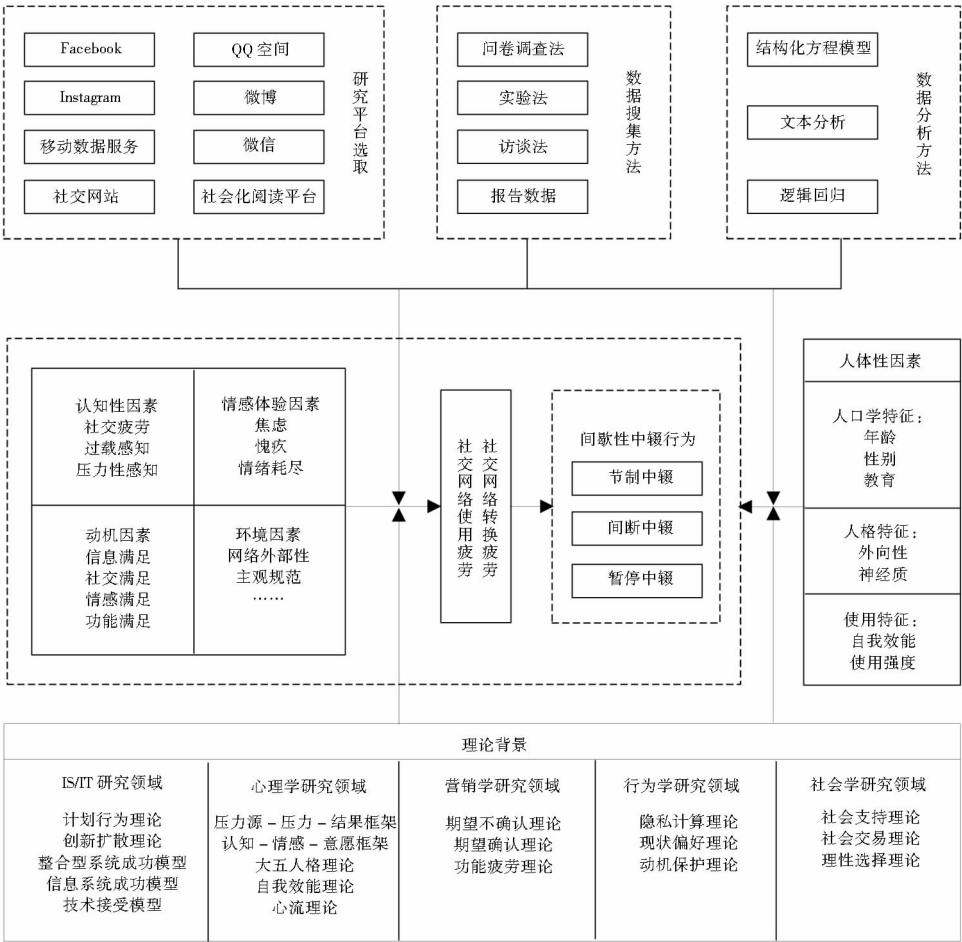 Facebook
QQ 空间
Instagram
微博
移动数据服务
微信
社交网站
社会化阅读平台
研究平台选取
问卷调查法
实验法
访谈法
报告数据
数据搜集方法
结构化方程模型
文本分析
逻辑回归
数据分析方法
认知性因素
社交疲劳
过载感知
压力性感知
情感体验因素
焦虑
愧疚
情绪耗尽
动机因素
信息满足
社交满足
情感满足
功能满足
环境因素
网络外部性
主观规范
……
社交网络使用疲劳
社交网络转换疲劳
间歇性中辍行为
节制中辍
间断中辍
暂停中辍
人体性因素
人口学特征：
年龄
性别
教育
人格特征：
外向性
神经质
使用特征：
自我效能
使用强度
理论背景
IS/IT 研究领域
计划行为理论
创新扩散理论
整合型系统成功模型
信息系统成功模型
技术接受模型
心理学研究领域
压力源－压力－结果框架
认知－情感－意愿框架
大五人格理论
自我效能理论
心流理论
营销学研究领域
期望不确认理论
期望确认理论
功能疲劳理论
行为学研究领域
隐私计算理论
现状偏好理论
动机保护理论
社会学研究领域
社会支持理论
社会交易理论
理性选择理论